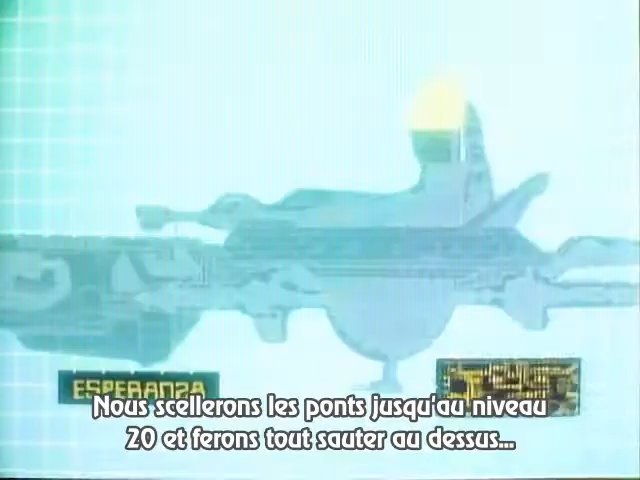 ESPERANZA
Nous scellerons les ponts jusqu'au niveau
20 et ferons tout sauter au dessus...